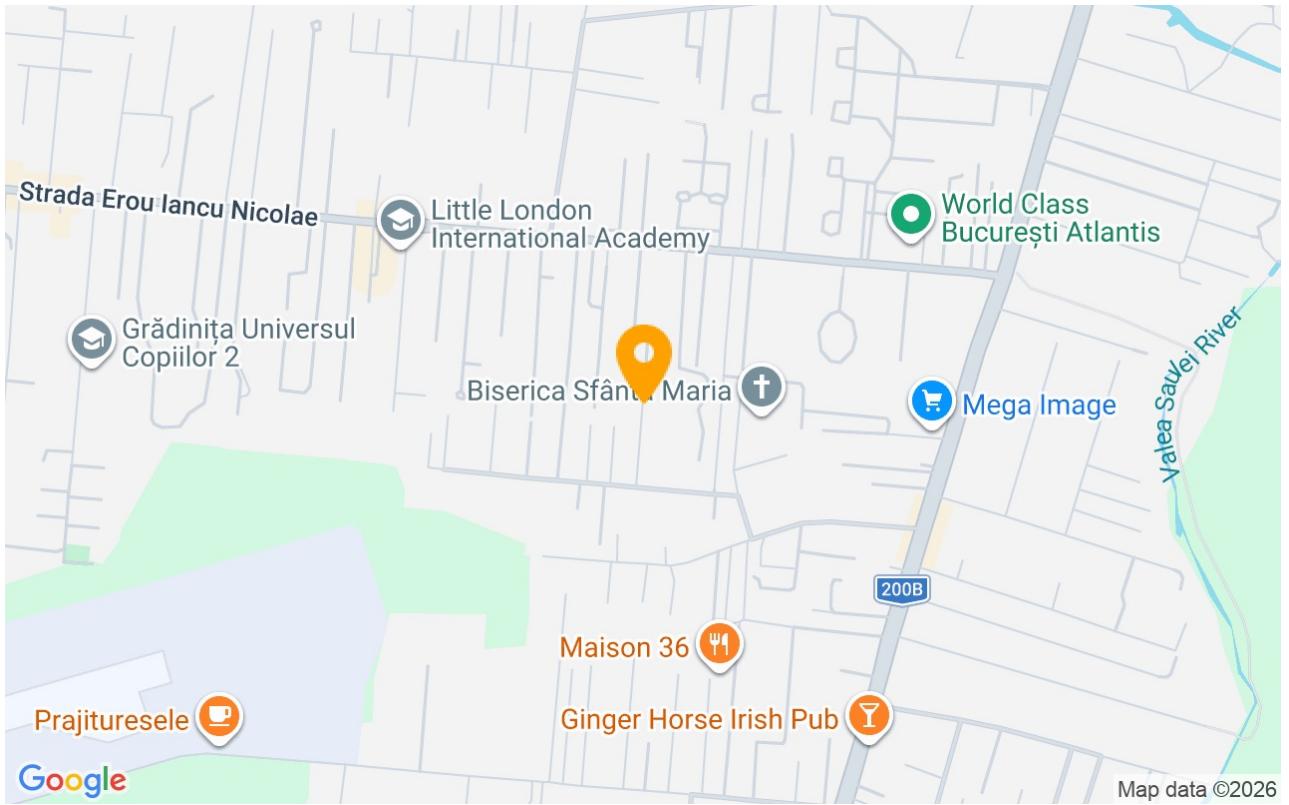 Strada Erou Iancu Nicolae
Little London
International Academy
World Class
București Atlantis
Grădinița Universul
Copiilor 2
Biserica Sfânta Maria
Mega Image
Valea Saulei River
200B
Maison 36
Prajituresele
Ginger Horse Irish Pub
Google
Map data ©2026